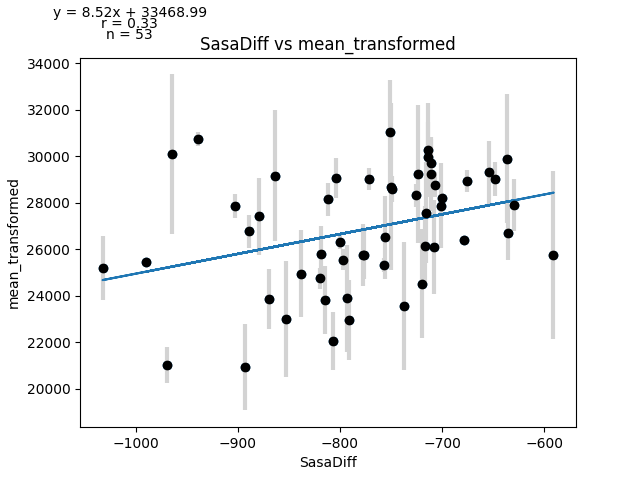 y = 8.52x + 33468.99
r = 0.33
n = 53
SasaDiff vs mean_transformed
34000
32000
30000
28000
26000
24000
22000
20000
mean_transformed
−1000
−900
−800
−700
−600
SasaDiff